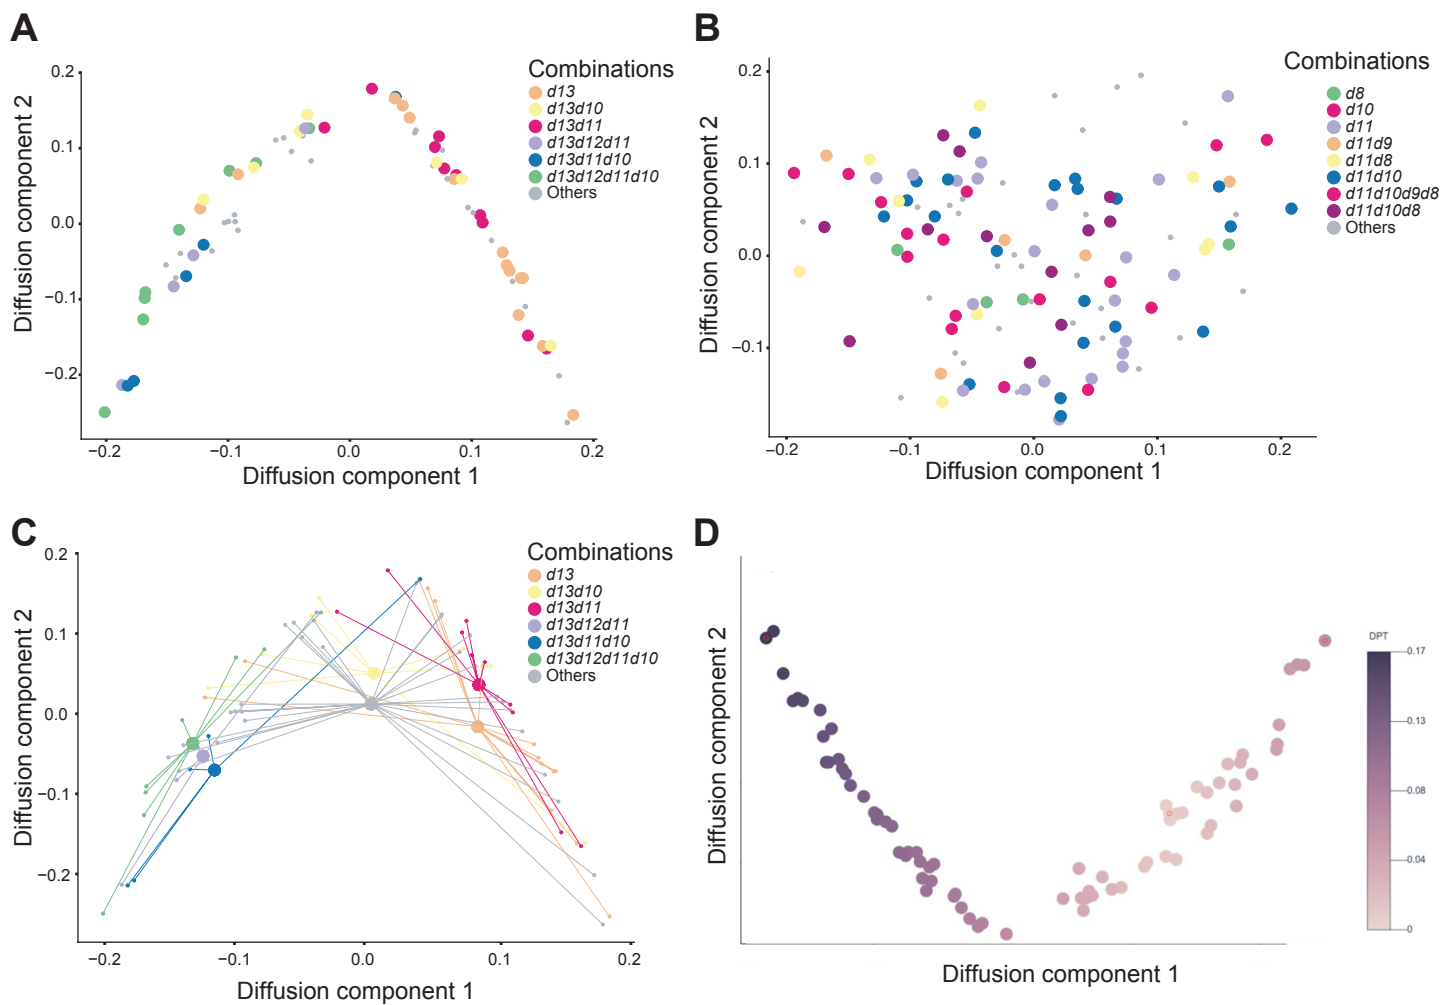 A
Combinations
d13
d13d10
d13d11
d13d12d11
d13d11d10
d13d12d11d10
Others
0.2
0.1
0.0
−0.1
−0.2
Diffusion component 2
−0.2
−0.1
0.0
0.1
0.2
Diffusion component 1
B
Combinations
d8
d10
d11
d11d9
d11d8
d11d10
d11d10d9d8
d11d10d8
Others
0.2
0.1
0.0
−0.1
Diffusion component 2
−0.2
−0.1
0.0
0.1
0.2
Diffusion component 1
C
Combinations
d13
d13d10
d13d11
d13d12d11
d13d11d10
d13d12d11d10
Others
0.2
0.1
0.0
−0.1
−0.2
Diffusion component 2
−0.2
−0.1
0.0
0.1
0.2
Diffusion component 1
D
Diffusion component 2
Diffusion component 1
DPT
0.17
0.13
0.08
0.04
0